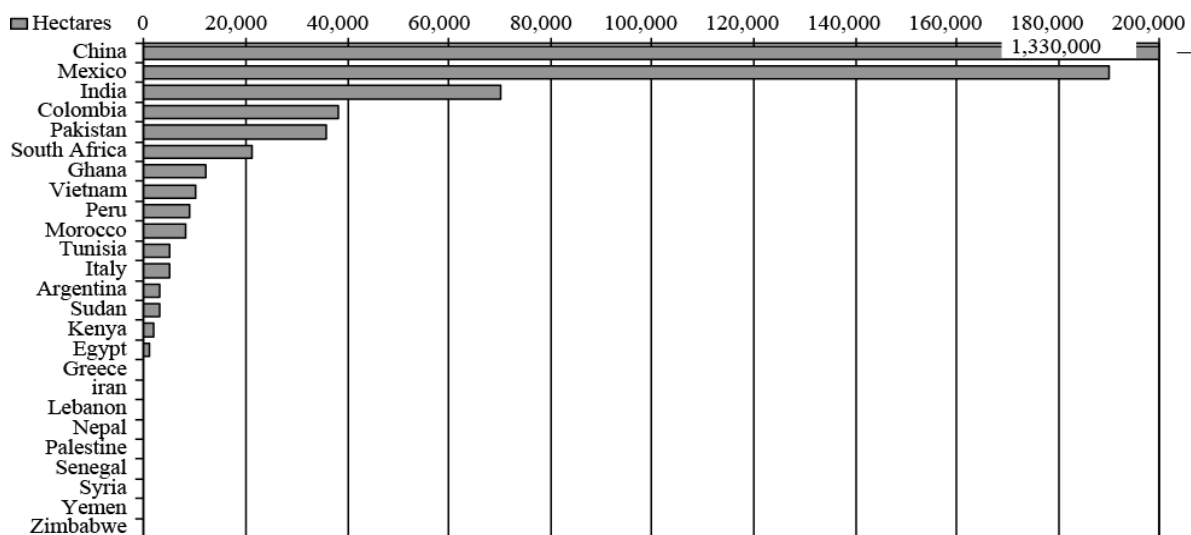 Hectares
0 20,000 40,000 60,000 80,000 100,000 120,000 140,000 160,000 180,000 200,000
China 1,330,000
Mexico
India
Colombia
Pakistan
South Africa
Ghana
Vietnam
Peru
Morocco
Tunisia
Italy
Argentina
Sudan
Kenya
Egypt
Greece
iran
Lebanon
Nepal
Palestine
Senegal
Syria
Yemen
Zimbabwe